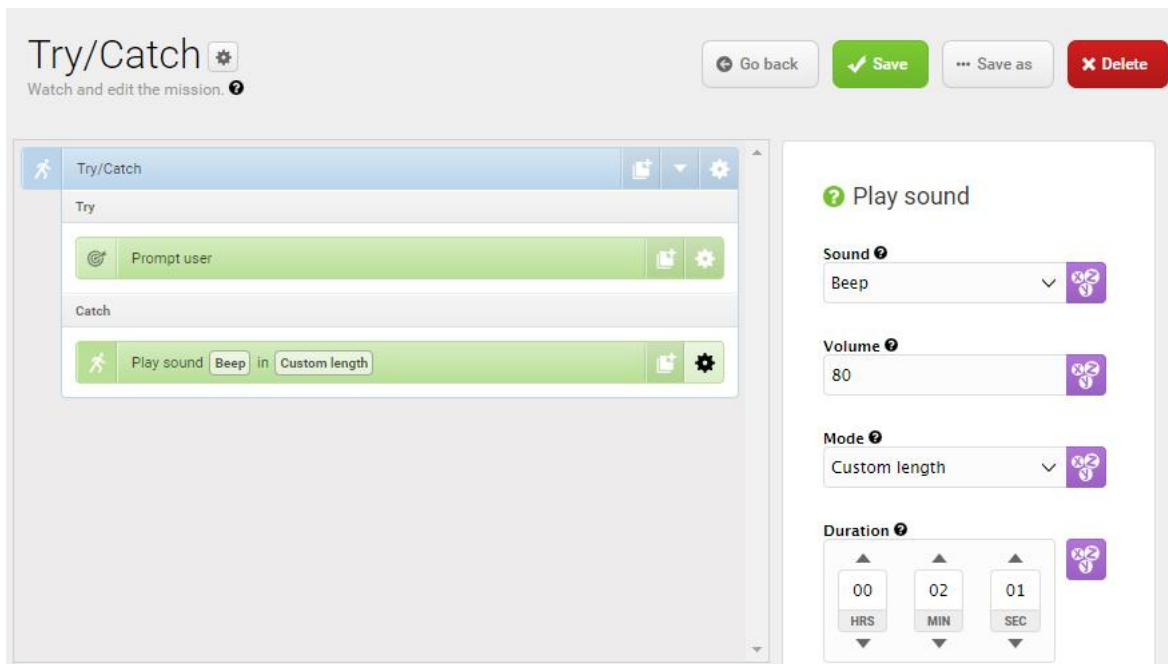 Try/Catch
Watch and edit the mission.
Go back
Save
Save as
Delete
Try/Catch
Try
Prompt user
Catch
Play sound Beep in Custom length
Play sound
Sound
Beep
Volume
80
Mode
Custom length
Duration
00 02 01
HRS MIN SEC